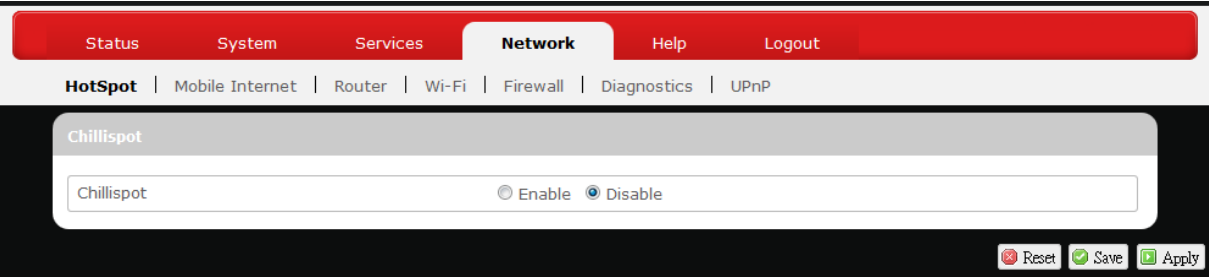 Status System Services Network Help Logout
HotSpot | Mobile Internet | Router | Wi-Fi | Firewall | Diagnostics | UPnP
Chillispot
Chillispot Enable Disable
Reset Save Apply